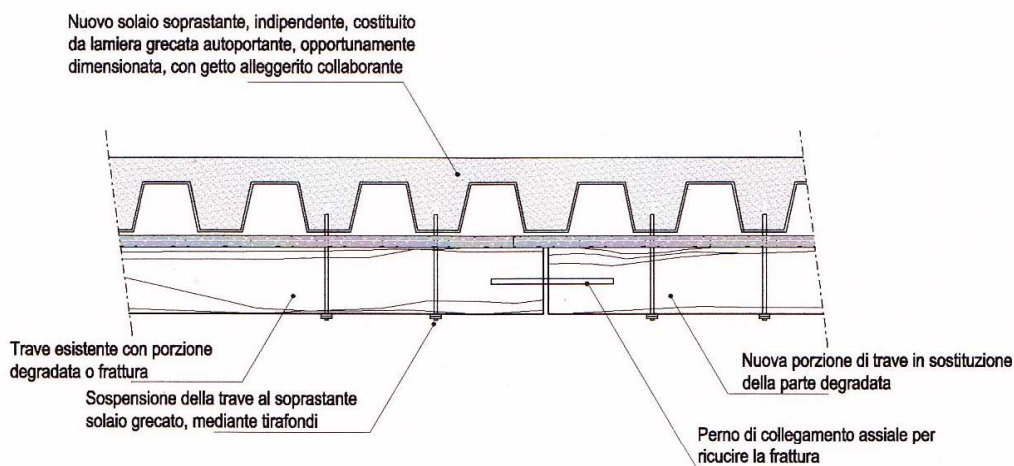 Nuovo solaio soprastante, indipendente, costituito
da lamiera grecata autoportante, opportunamente
dimensionata, con getto alleggerito collaborante
Trave esistente con porzione
degradata o frattura
Sospensione della trave al soprastante
solaio grecato, mediante tirafondi
Nuova porzione di trave in sostituzione
della parte degradata
Perno di collegamento assiale per
ricucire la frattura